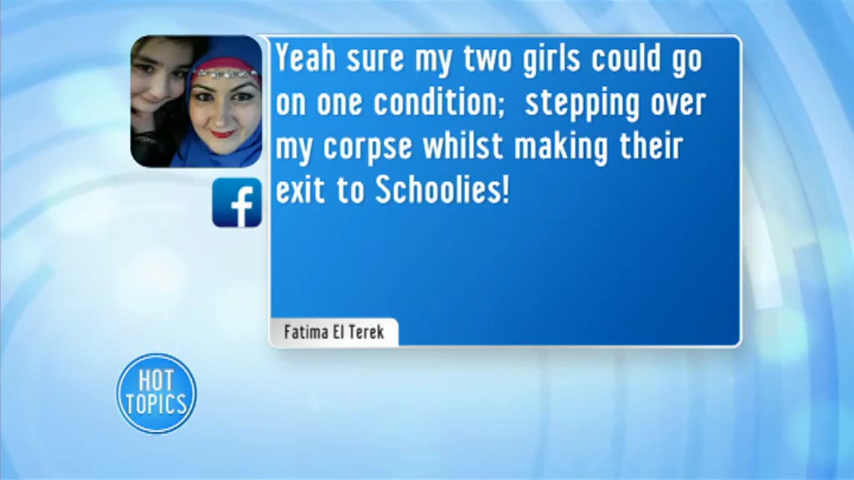 Yeah sure my two girls could go
on one condition;  stepping over
my corpse whilst making their
exit to Schoolies!
f
Fatima El Terek
HOT
TOPICS